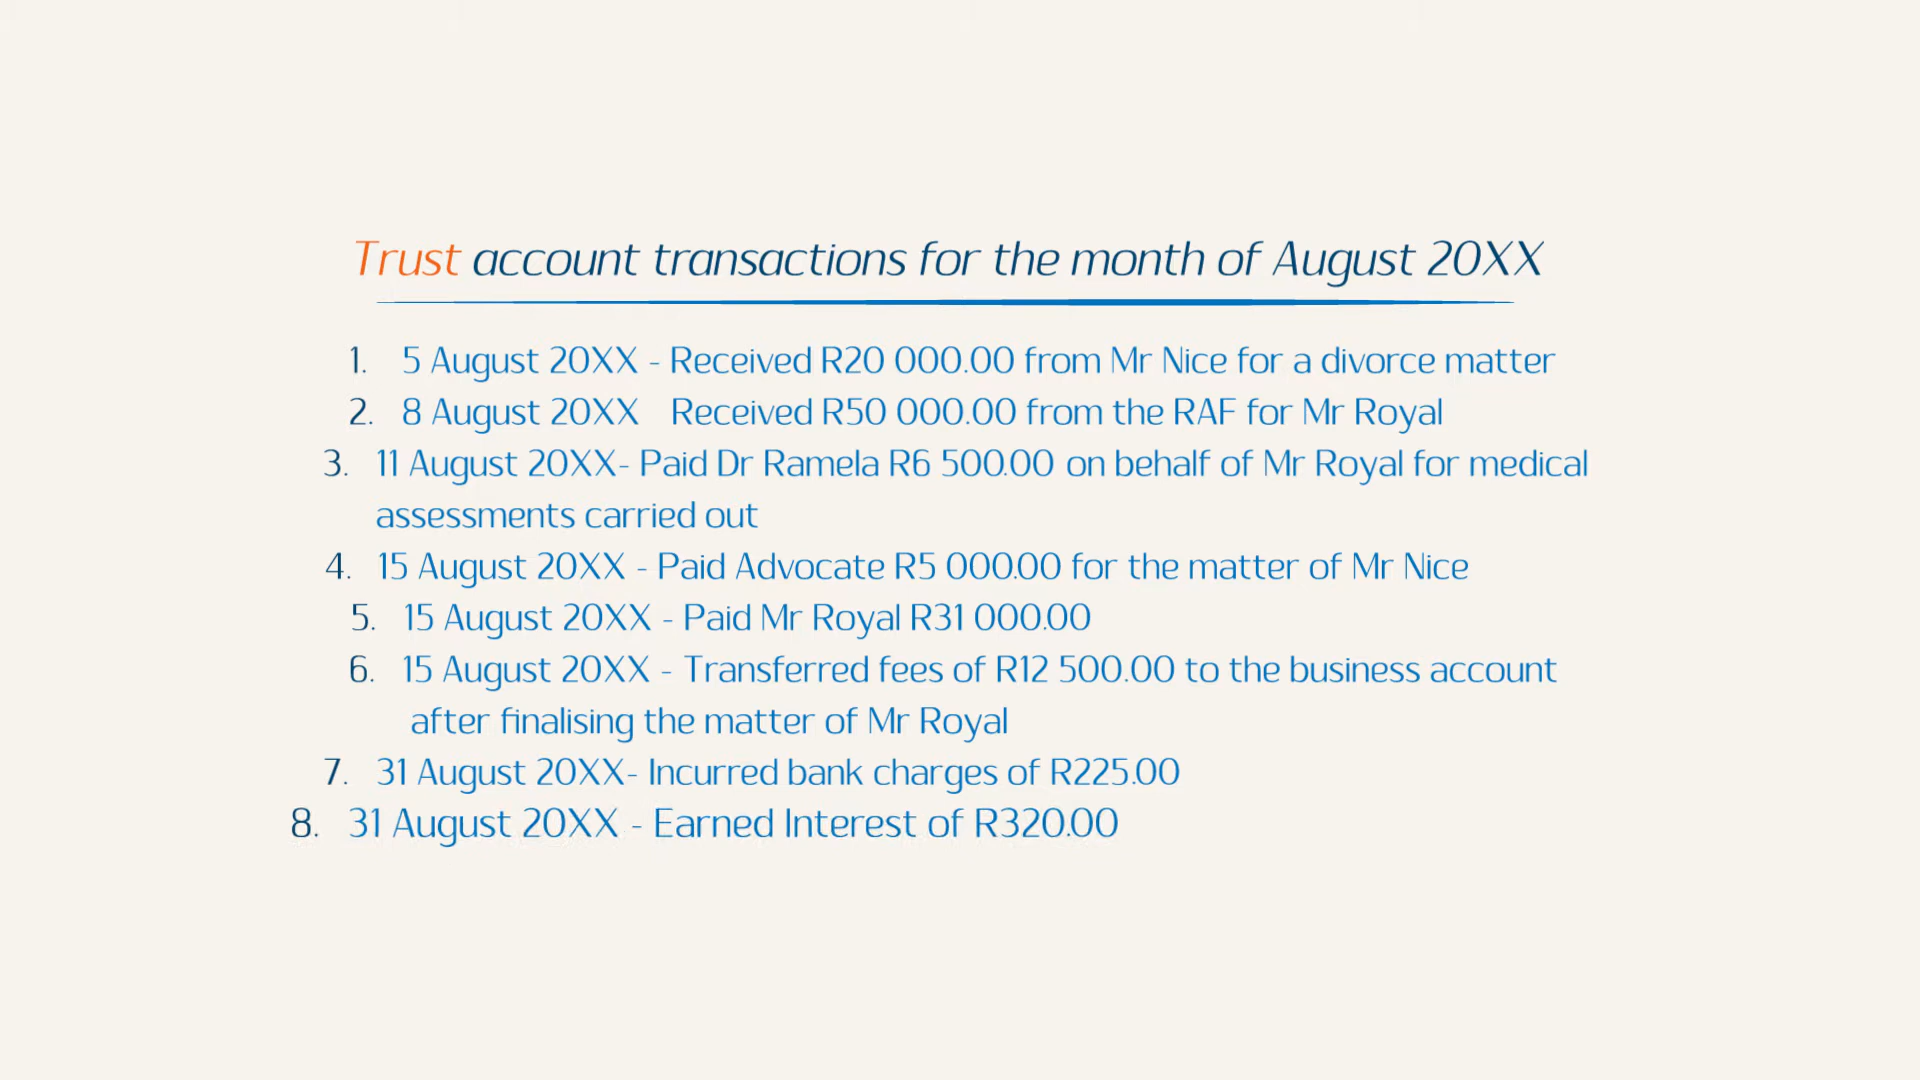 Trust account transactions for the month of August 20XX
1. 5 August 20XX - Received R20 000.00 from Mr Nice for a divorce matter
2. 8 August 20XX Received R50 000.00 from the RAF for Mr Royal
3. 11 August 20XX- Paid Dr Ramela R6 500.00 on behalf of Mr Royal for medical
assessments carried out
4. 15 August 20XX - Paid Advocate R5 000.00 for the matter of Mr Nice
5. 15 August 20XX - Paid Mr Royal R31 000.00
6. 15 August 20XX - Transferred fees of R12 500.00 to the business account
after finalising the matter of Mr Royal
7. 31 August 20XX- Incurred bank charges of R225.00
8. 31 August 20XX - Earned Interest of R320.00